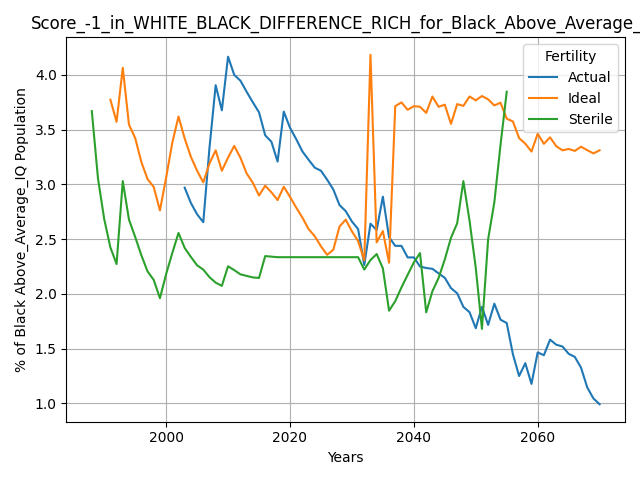 Score_-1_in_WHITE_BLACK_DIFFERENCE_RICH_for_Black_Above_Average_
% of Black Above_Average_IQ Population
4.0
3.5
3.0
2.5
2.0
1.5
1.0
Fertility
Actual
Ideal
Sterile
2000
2020
2040
2060
Years